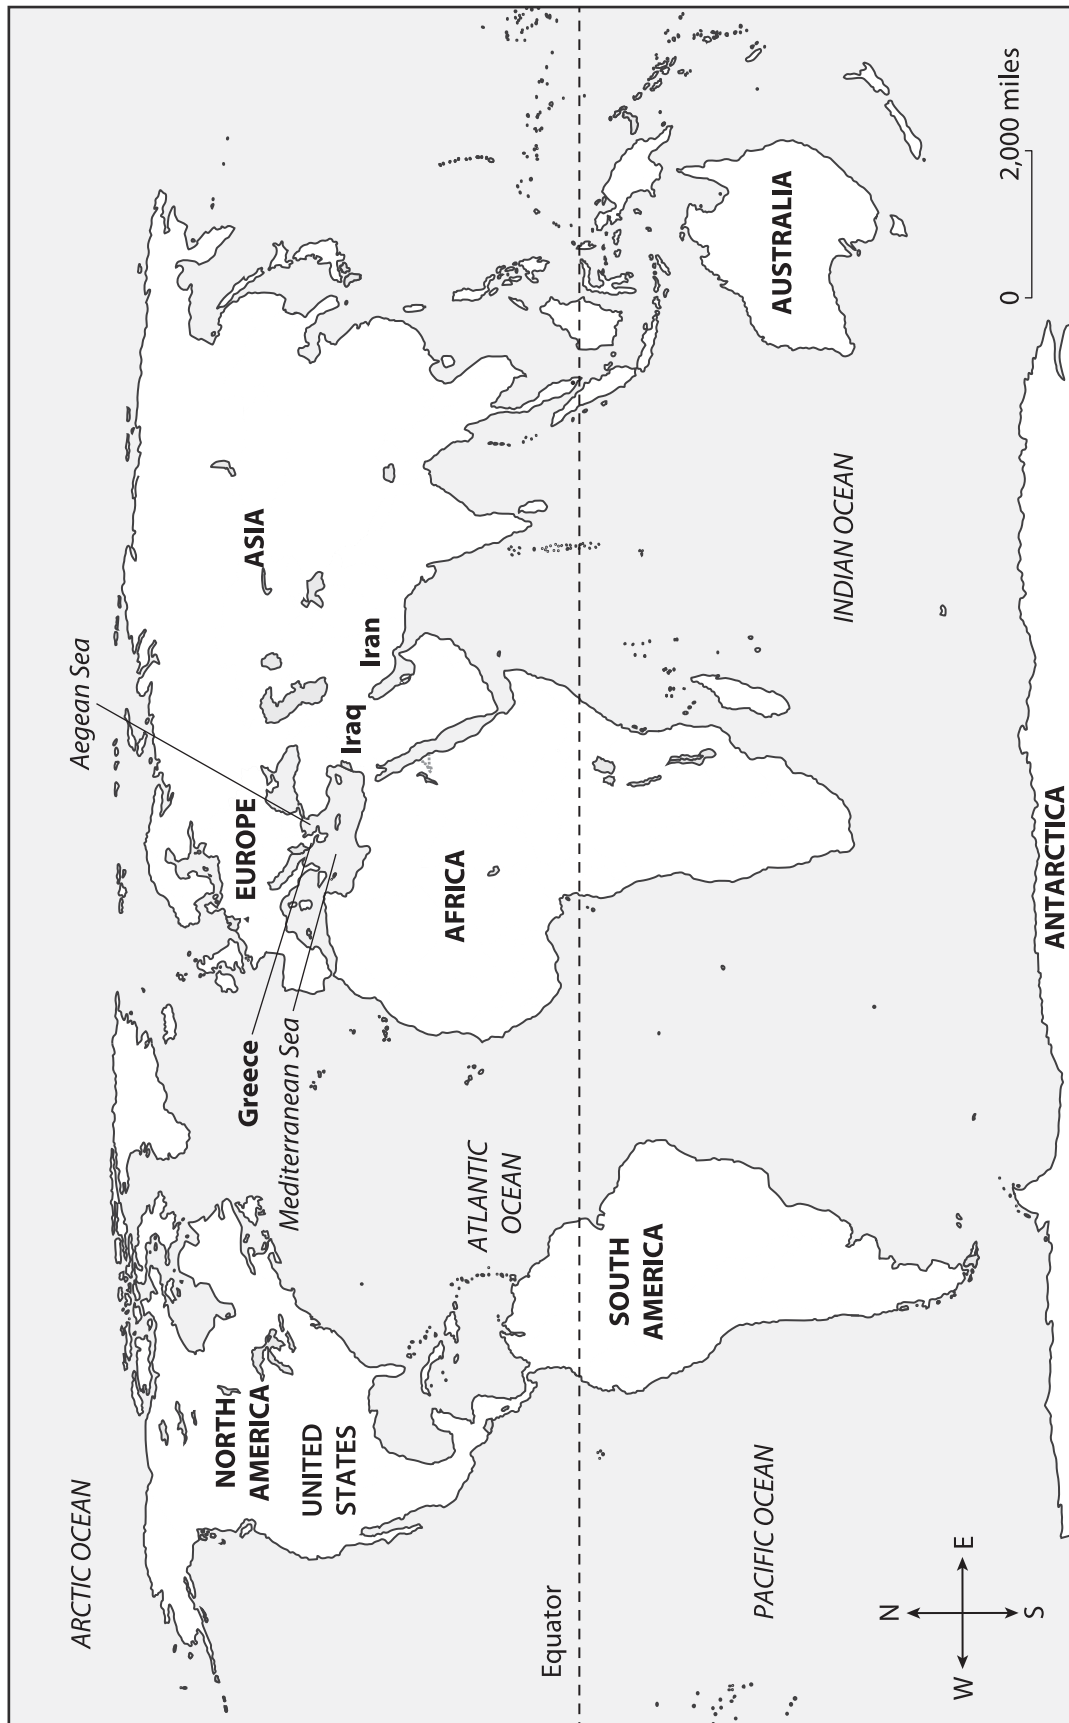 ARCTIC OCEAN
Aegean Sea
NORTH
AMERICA
UNITED
STATES
EUROPE
ASIA
Greece
Mediterranean Sea
Iraq
Iran
ATLANTIC
OCEAN
AFRICA
Equator
SOUTH
AMERICA
PACIFIC OCEAN
INDIAN OCEAN
AUSTRALIA
N
W
E
S
0
2,000 miles
ANTARCTICA